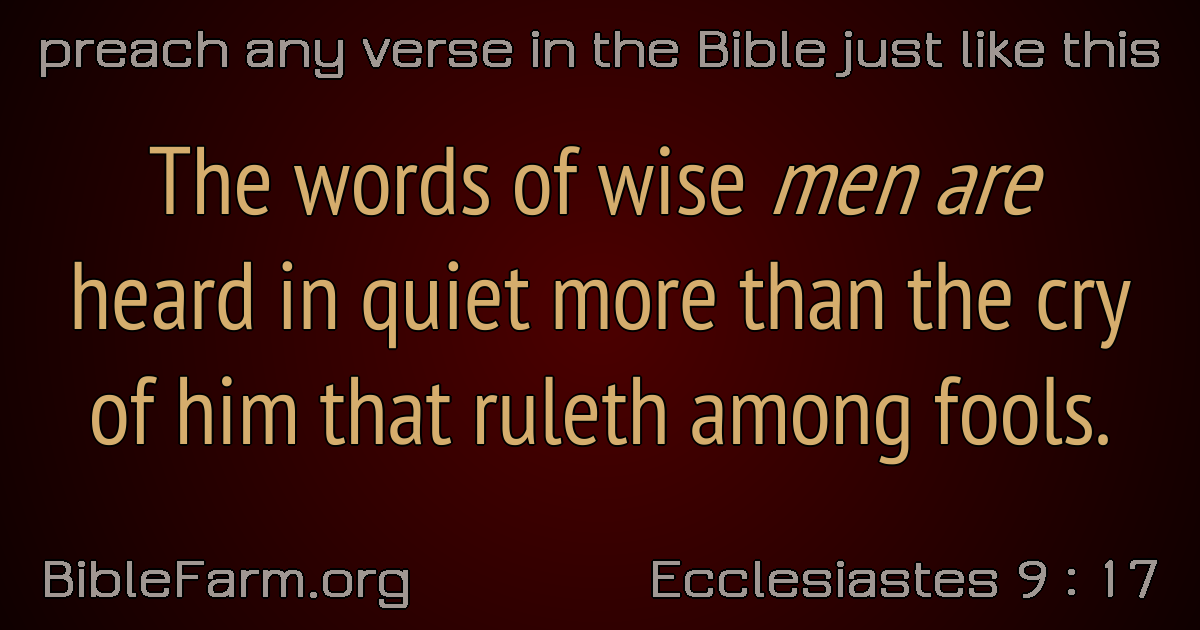 preach any verse in the Bible just like this
The words of wise men are
heard in quiet more than the cry
of him that ruleth among fools.
BibleFarm.org
Ecclesiastes 9 : 17